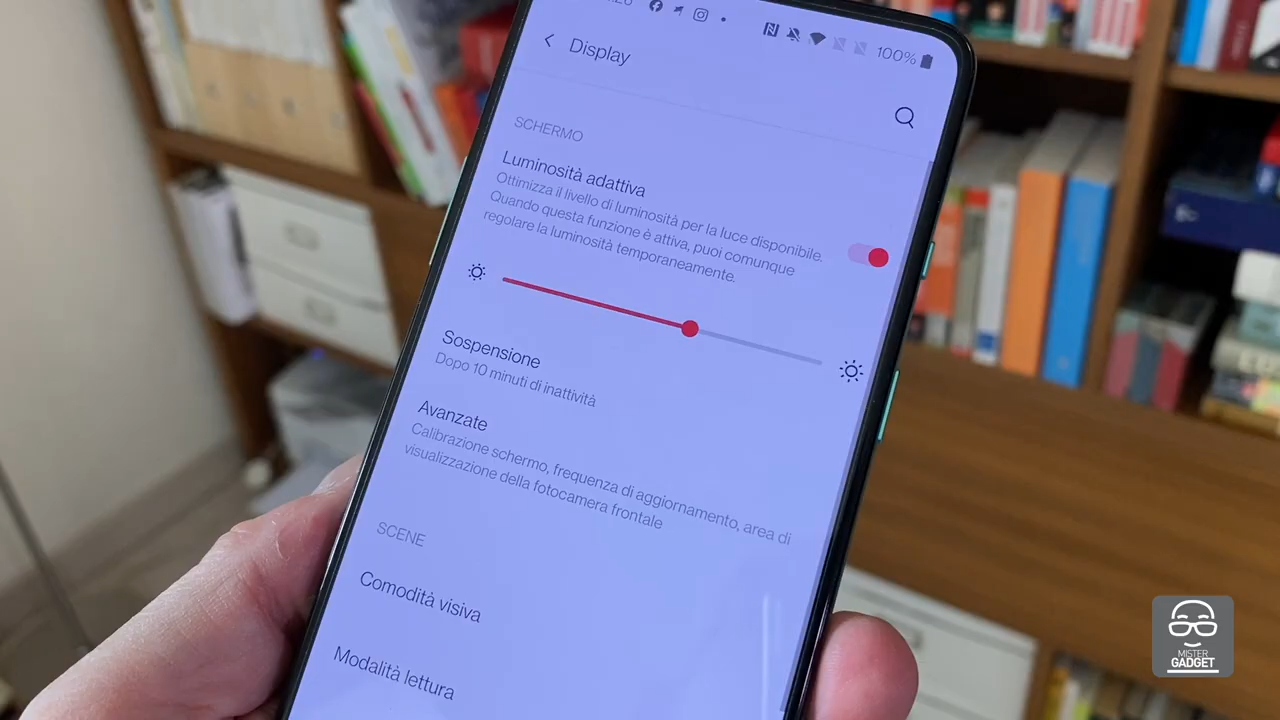 100%
Display
SCHERMO
Luminosità adattiva
Ottimizza il livello di luminosità per la luce disponibile.
Quando questa funzione è attiva, puoi comunque
regolare la luminosità temporaneamente.
Sospensione
Dopo 10 minuti di inattività
Avanzate
Calibrazione schermo, frequenza di aggiornamento, area di
visualizzazione della fotocamera frontale
SCENE
Comodità visiva
Modalità lettura
MISTER
GADGET